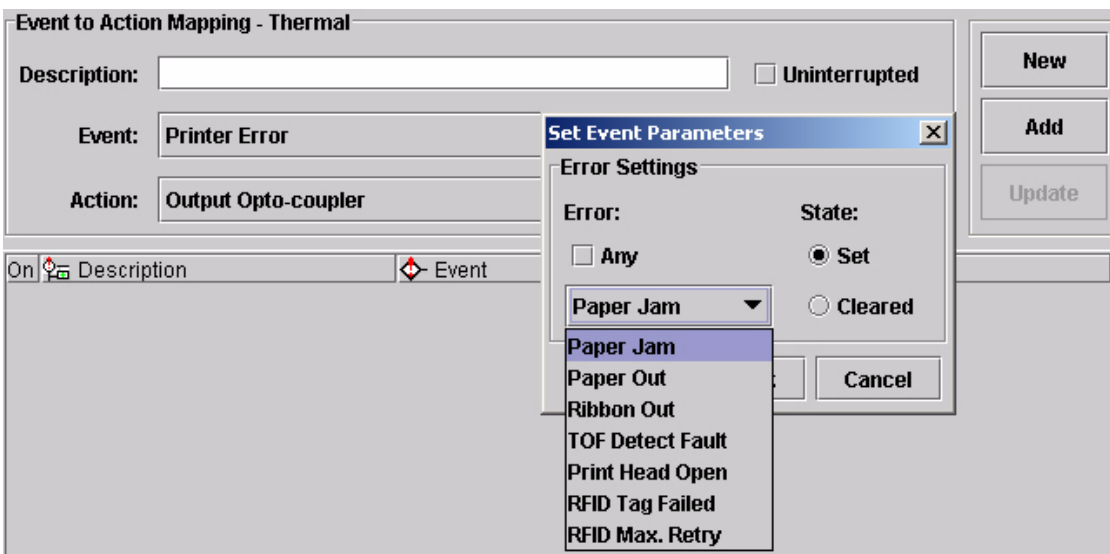 Event to Action Mapping - Thermal
Description:
Uninterrupted
New
Event:
Printer Error
Add
Action:
Output Opto-coupler
Update
On
Description
Event
Set Event Parameters
Error Settings
Error:
State:
Any
Set
Paper Jam
Cleared
Paper Jam
Paper Out
Ribbon Out
TOF Detect Fault
Print Head Open
RFID Tag Failed
RFID Max. Retry
Cancel